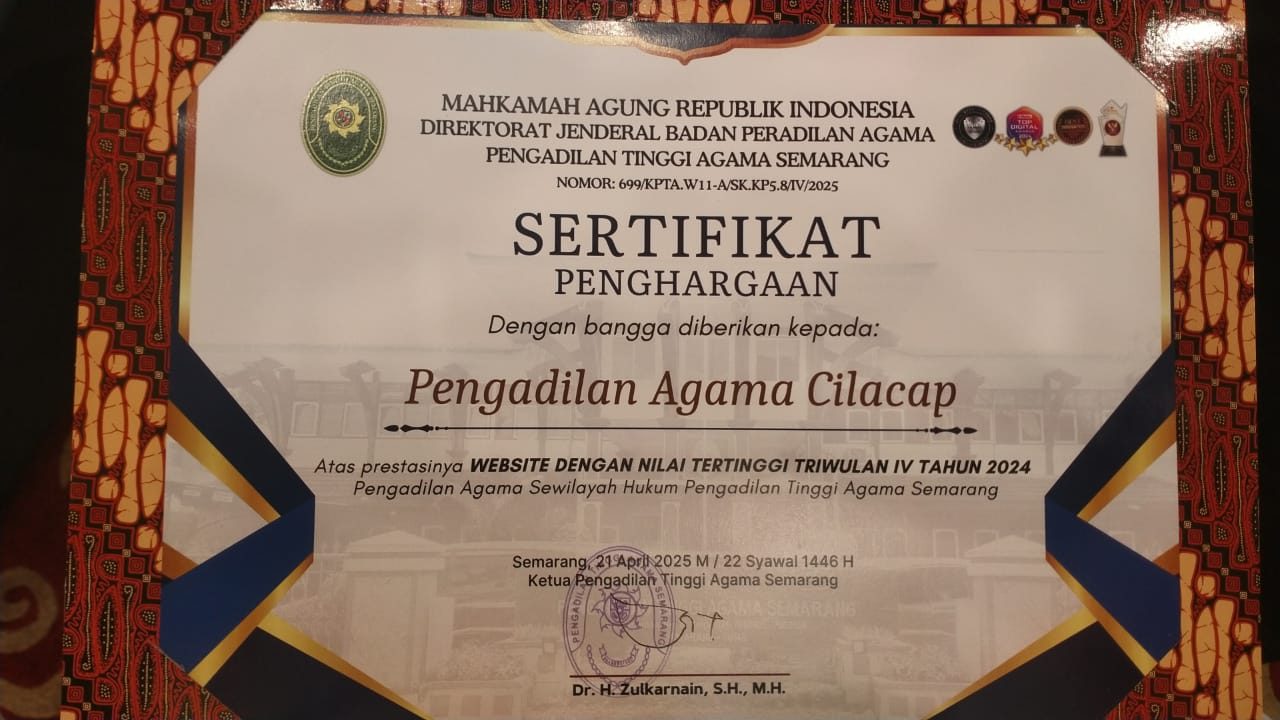 MAHKAMAH AGUNG REPUBLIK INDONESIA
DIREKTORAT JENDERAL BADAN PERADILAN AGAMA
PENGADILAN TINGGI AGAMA SEMARANG
NOMOR: 699/KPTA.W11-A/SK.KP5.8/IV/2025
TOP DIGITAL
SERTIFIKAT
PENGHARGAAN
Dengan bangga diberikan kepada:
Pengadilan Agama Cilacap
Atas prestasinya WEBSITE DENGAN NILAI TERTINGGI TRIWULAN IV TAHUN 2024
Pengadilan Agama Sewilayah Hukum Pengadilan Tinggi Agama Semarang
Semarang, 21 April 2025 M / 22 Syawal 1446 H
Ketua Pengadilan Tinggi Agama Semarang
Dr. H. Zulkarnain, S.H., M.H.